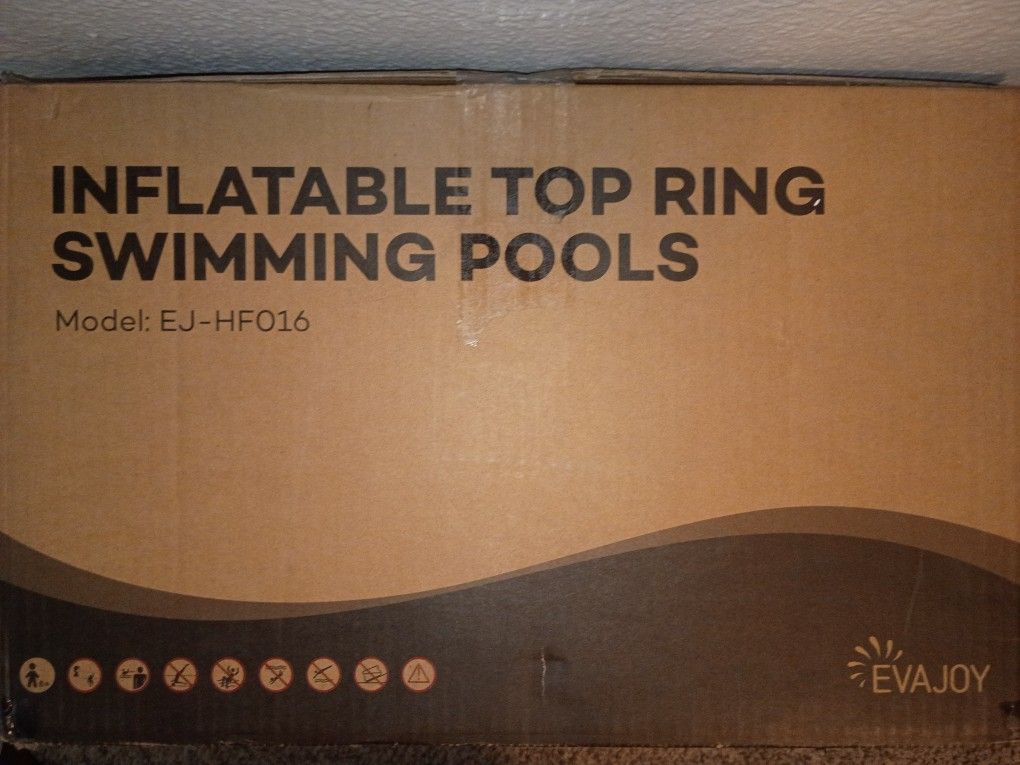 INFLATABLE TOP RING
SWIMMING POOLS
Model: EJ-HF016
EVAJOY